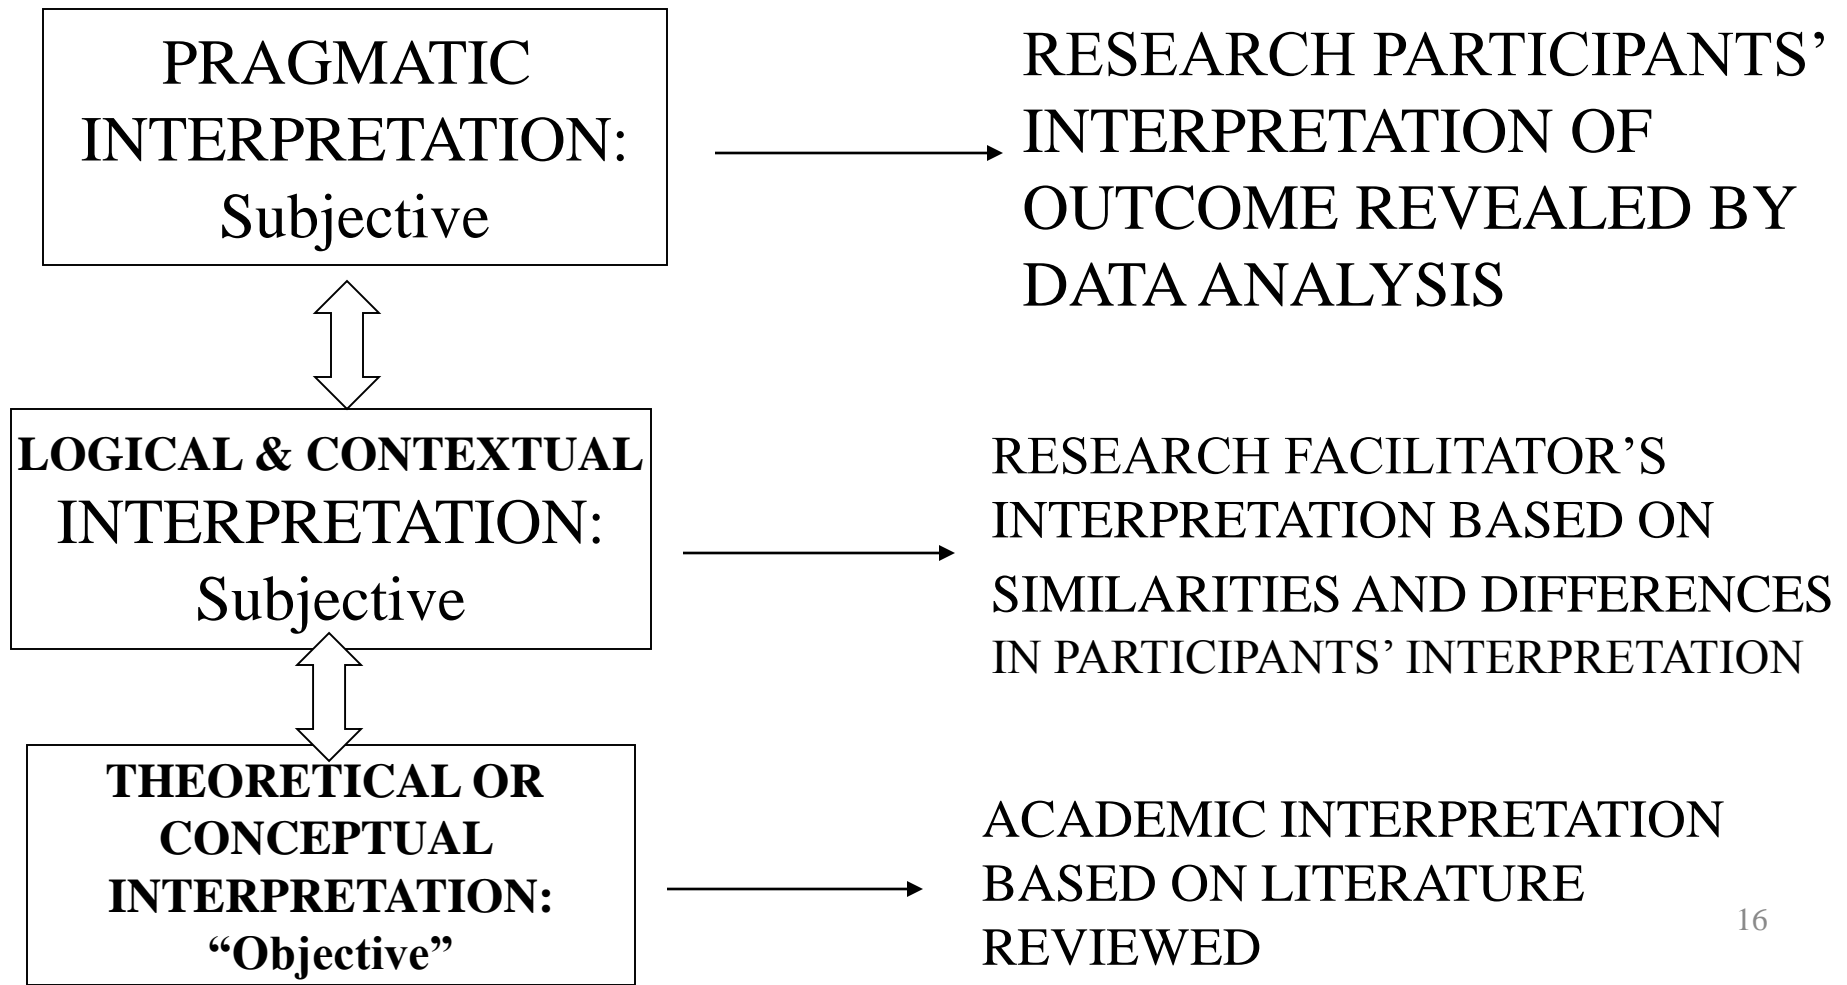 PRAGMATIC
INTERPRETATION:
Subjective
RESEARCH PARTICIPANTS’
INTERPRETATION OF
OUTCOME REVEALED BY
DATA ANALYSIS
LOGICAL & CONTEXTUAL
INTERPRETATION:
Subjective
RESEARCH FACILITATOR’S
INTERPRETATION BASED ON
SIMILARITIES AND DIFFERENCES
IN PARTICIPANTS’ INTERPRETATION
THEORETICAL OR
CONCEPTUAL
INTERPRETATION:
“Objective”
ACADEMIC INTERPRETATION
BASED ON LITERATURE
REVIEWED
16